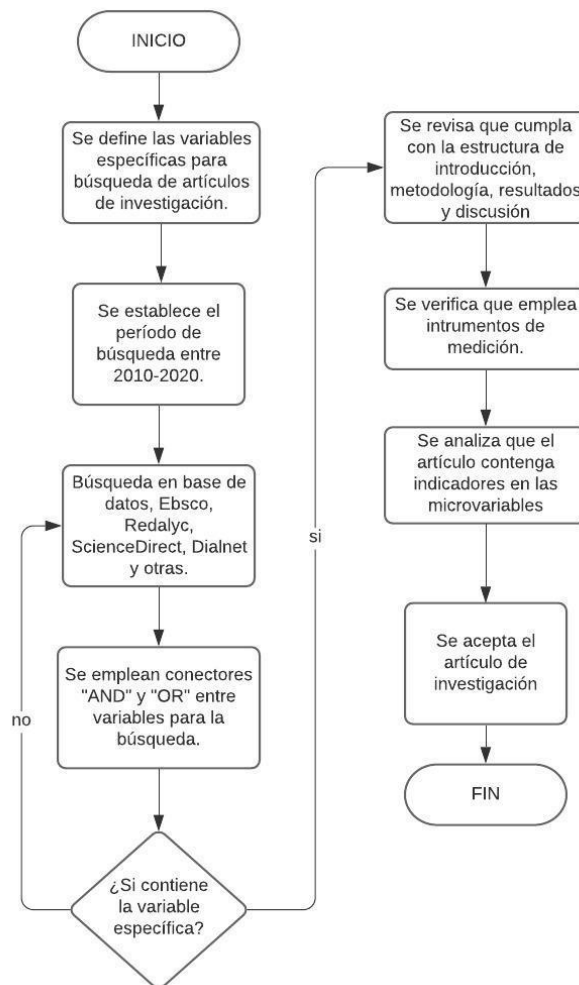 INICIO
Se define las variables
específicas para
búsqueda de artículos
de investigación.
Se establece el
período de
búsqueda entre
2010-2020.
Búsqueda en base de
datos, Ebsco,
Redalyc,
ScienceDirect, Dialnet
y otras.
Se emplean conectores
"AND" y "OR" entre
variables para la
búsqueda.
no
¿Si contiene
la variable
específica?
si
Se revisa que cumpla
con la estructura de
introducción,
metodología, resultados
y discusión
Se verifica que emplea
intrumentos de
medición.
Se analiza que el
artículo contenga
indicadores en las
microvariables
Se acepta el
artículo de
investigación
FIN